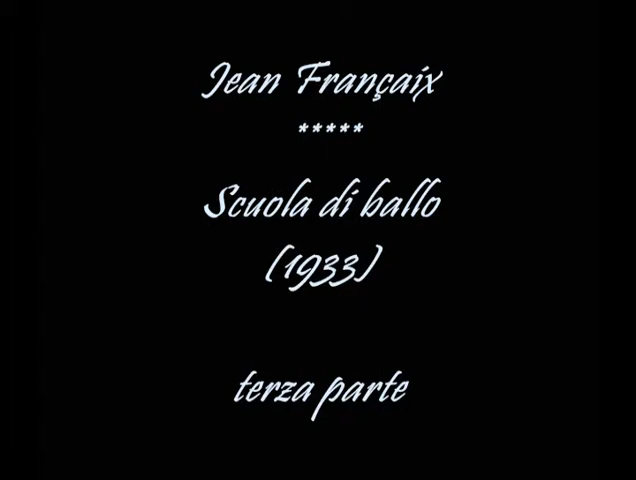 Jean Françaix
*****
Scuola di ballo
(1933)
terza parte